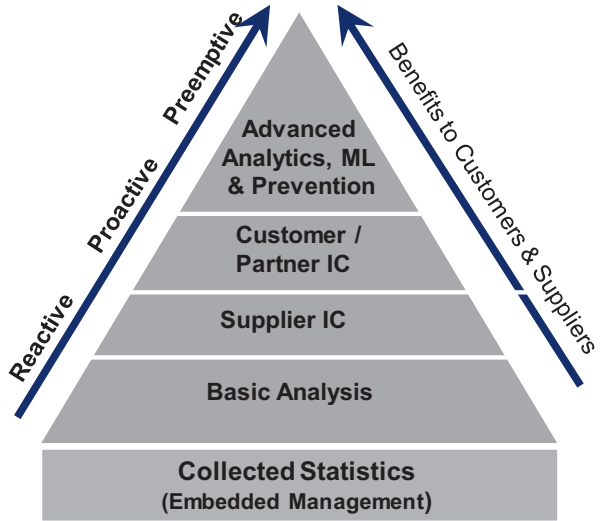 Preemptive
Proactive
Reactive
Benefits to Customers & Suppliers
Advanced
Analytics, ML
& Prevention
Customer /
Partner IC
Supplier IC
Basic Analysis
Collected Statistics
(Embedded Management)